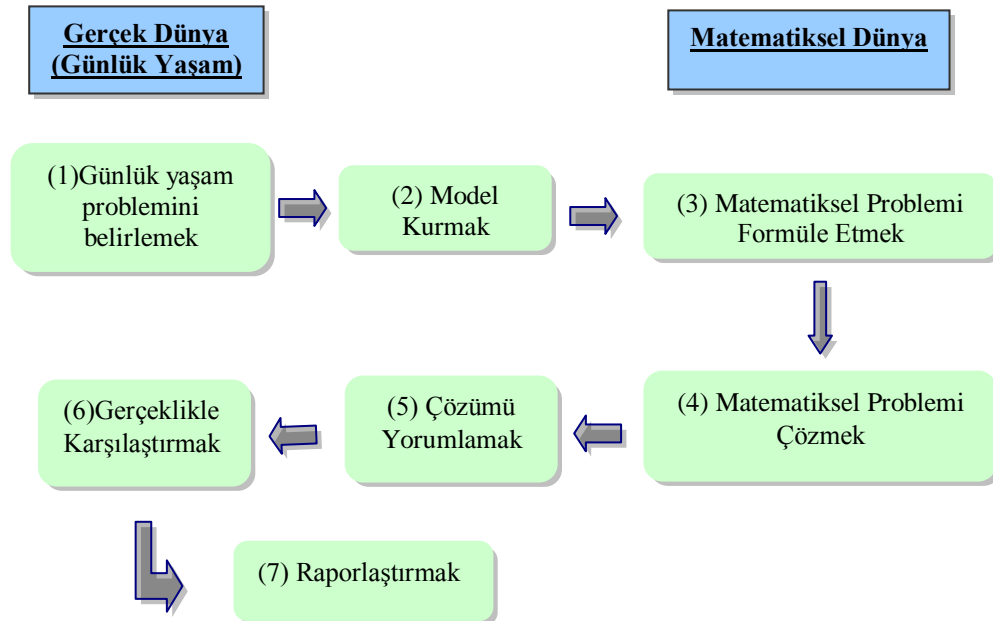 Gerçek Dünya
(Günlük Yaşam)
Matematiksel Dünya
(1)Günlük yaşam
problemini
belirlemek
(2) Model
Kurmak
(3) Matematiksel Problemi
Formüle Etmek
(4) Matematiksel Problemi
Çözmek
(5) Çözümü
Yorumlamak
(6)Gerçeklikle
Karşılaştırmak
(7) Raporlaştırmak